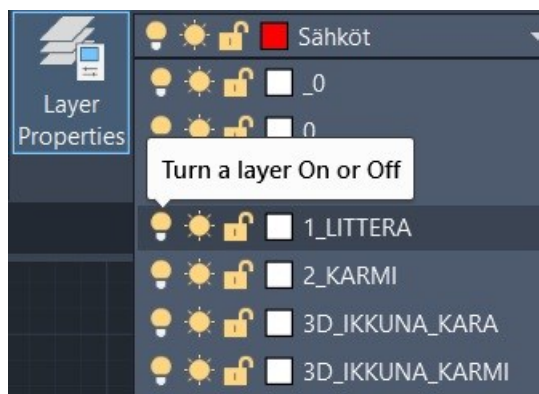 Sähköt
_0
Layer
Properties
0
Turn a layer On or Off
1_LITTERA
2_KARMI
3D_IKKUNA_KARA
3D_IKKUNA_KARMI